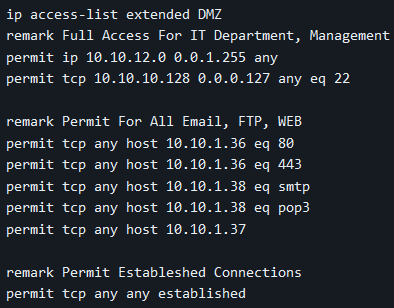 ip access-list extended DMZ
remark Full Access For IT Department, Management
permit ip 10.10.12.0 0.0.1.255 any
permit tcp 10.10.10.128 0.0.0.127 any eq 22
remark Permit For All Email, FTP, WEB
permit tcp any host 10.10.1.36 eq 80
permit tcp any host 10.10.1.36 eq 443
permit tcp any host 10.10.1.38 eq smtp
permit tcp any host 10.10.1.38 eq pop3
permit tcp any host 10.10.1.37
remark Permit Estableshed Connections
permit tcp any any established